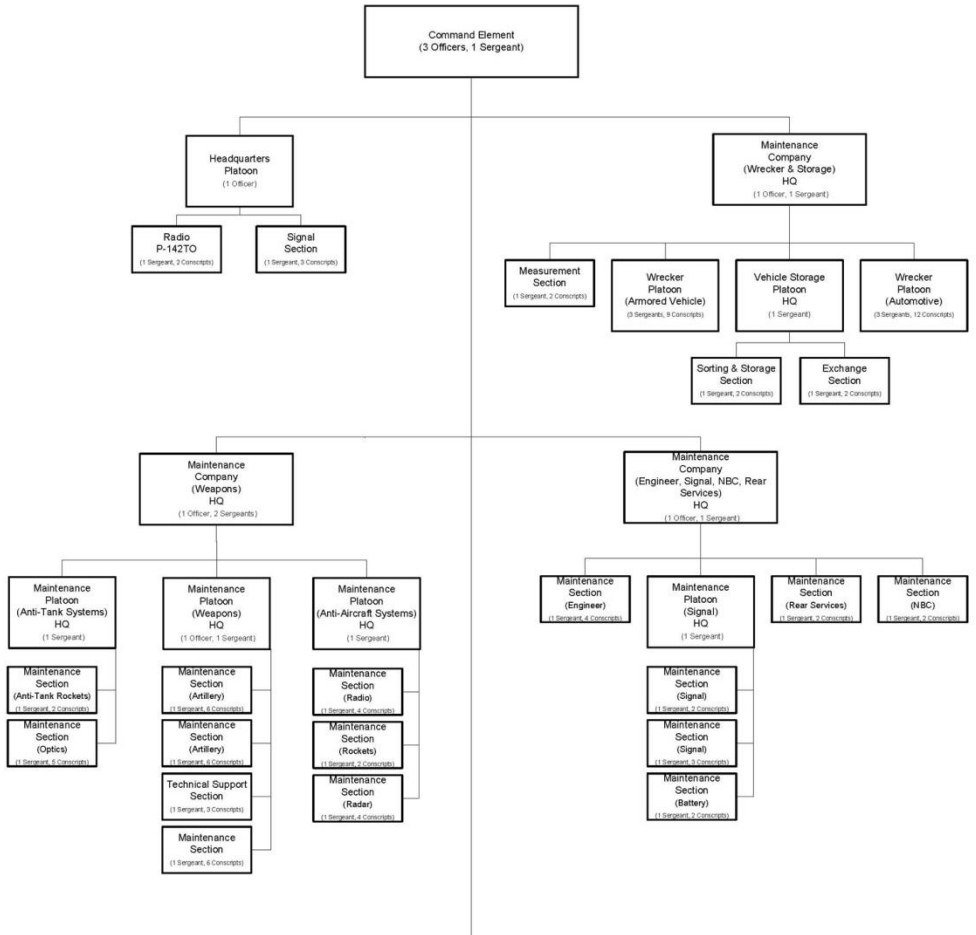 Command Element
(3 Officers, 1 Sergeant)
Headquarters
Platoon
(1 Officer)
Radio
P-142TO
(1 Sergeant, 2 Conscripts)
Signal
Section
(1 Sergeant, 3 Conscripts)
Maintenance
Company
(Wrecker & Storage)
HQ
(1 Officer, 1 Sergeant)
Measurement
Section
(1 Sergeant, 2 Conscripts)
Wrecker
Platoon
(Armored Vehicle)
(3 Sergeants, 9 Conscripts)
Vehicle Storage
Platoon
HQ
(1 Sergeant)
Wrecker
Platoon
(Automotive)
(3 Sergeants, 12 Conscripts)
Sorting & Storage
Section
(1 Sergeant, 2 Conscripts)
Exchange
Section
(1 Sergeant, 2 Conscripts)
Maintenance
Company
(Weapons)
HQ
(1 Officer, 2 Sergeants)
Maintenance
Platoon
(Anti-Tank Systems)
HQ
(1 Sergeant)
Maintenance
Section
(Anti-Tank Rockets)
(1 Sergeant, 2 Conscripts)
Maintenance
Section
(Optics)
(1 Sergeant, 5 Conscripts)
Maintenance
Platoon
(Weapons)
HQ
(1 Officer, 1 Sergeant)
Maintenance
Section
(Artillery)
(1 Sergeant, 6 Conscripts)
Maintenance
Section
(Artillery)
(1 Sergeant, 6 Conscripts)
Technical Support
Section
(1 Sergeant, 3 Conscripts)
Maintenance
Section
(1 Sergeant, 6 Conscripts)
Maintenance
Platoon
(Anti-Aircraft Systems)
HQ
(1 Sergeant)
Maintenance
Section
(Radio)
(1 Sergeant, 4 Conscripts)
Maintenance
Section
(Rockets)
(1 Sergeant, 2 Conscripts)
Maintenance
Section
(Radar)
(1 Sergeant, 4 Conscripts)
Maintenance
Company
(Engineer, Signal, NBC, Rear
Services)
HQ
(1 Officer, 1 Sergeant)
Maintenance
Section
(Engineer)
(1 Sergeant, 4 Conscripts)
Maintenance
Platoon
(Signal)
HQ
(1 Sergeant)
Maintenance
Section
(Signal)
(1 Sergeant, 2 Conscripts)
Maintenance
Section
(Signal)
(1 Sergeant, 3 Conscripts)
Maintenance
Section
(Battery)
(1 Sergeant, 2 Conscripts)
Maintenance
Section
(Rear Services)
(1 Sergeant, 2 Conscripts)
Maintenance
Section
(NBC)
(1 Sergeant, 2 Conscripts)